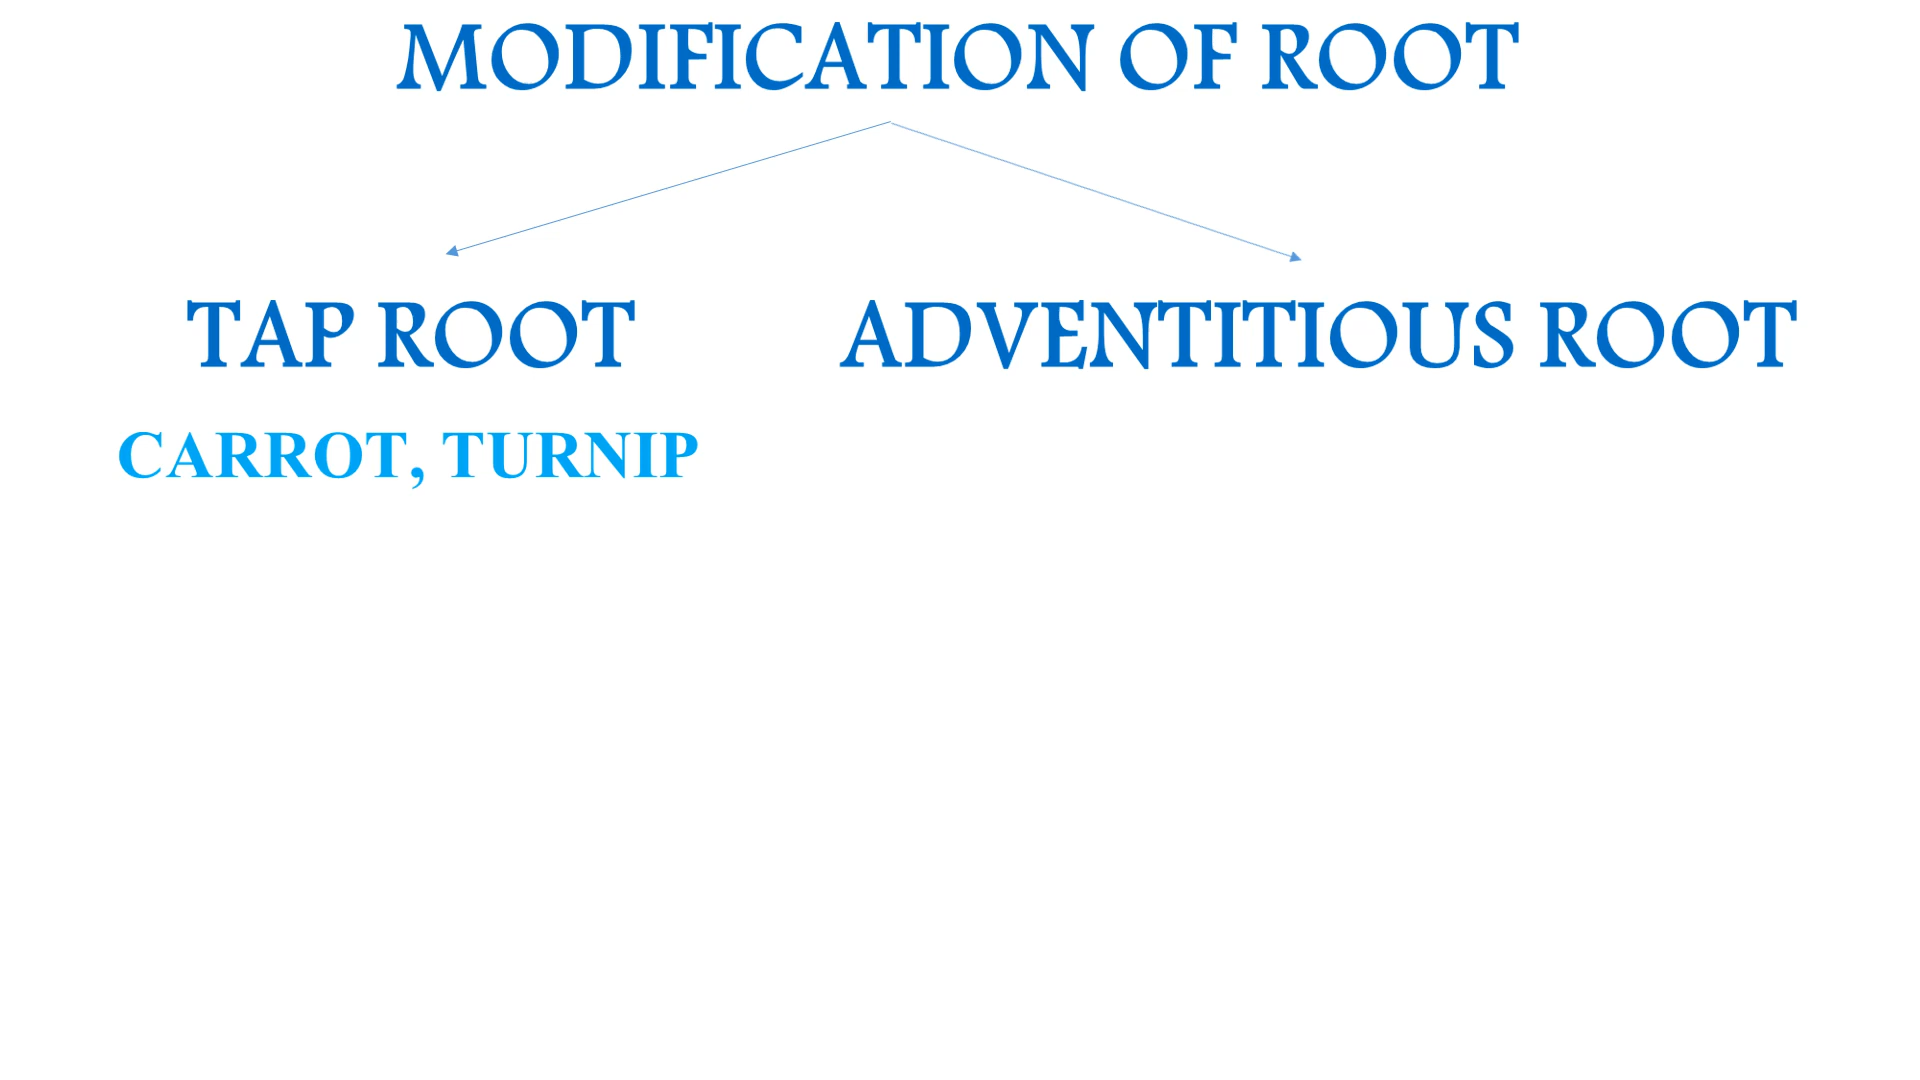 MODIFICATION OF ROOT
TAP ROOT
ADVENTITIOUS ROOT
CARROT, TURNIP